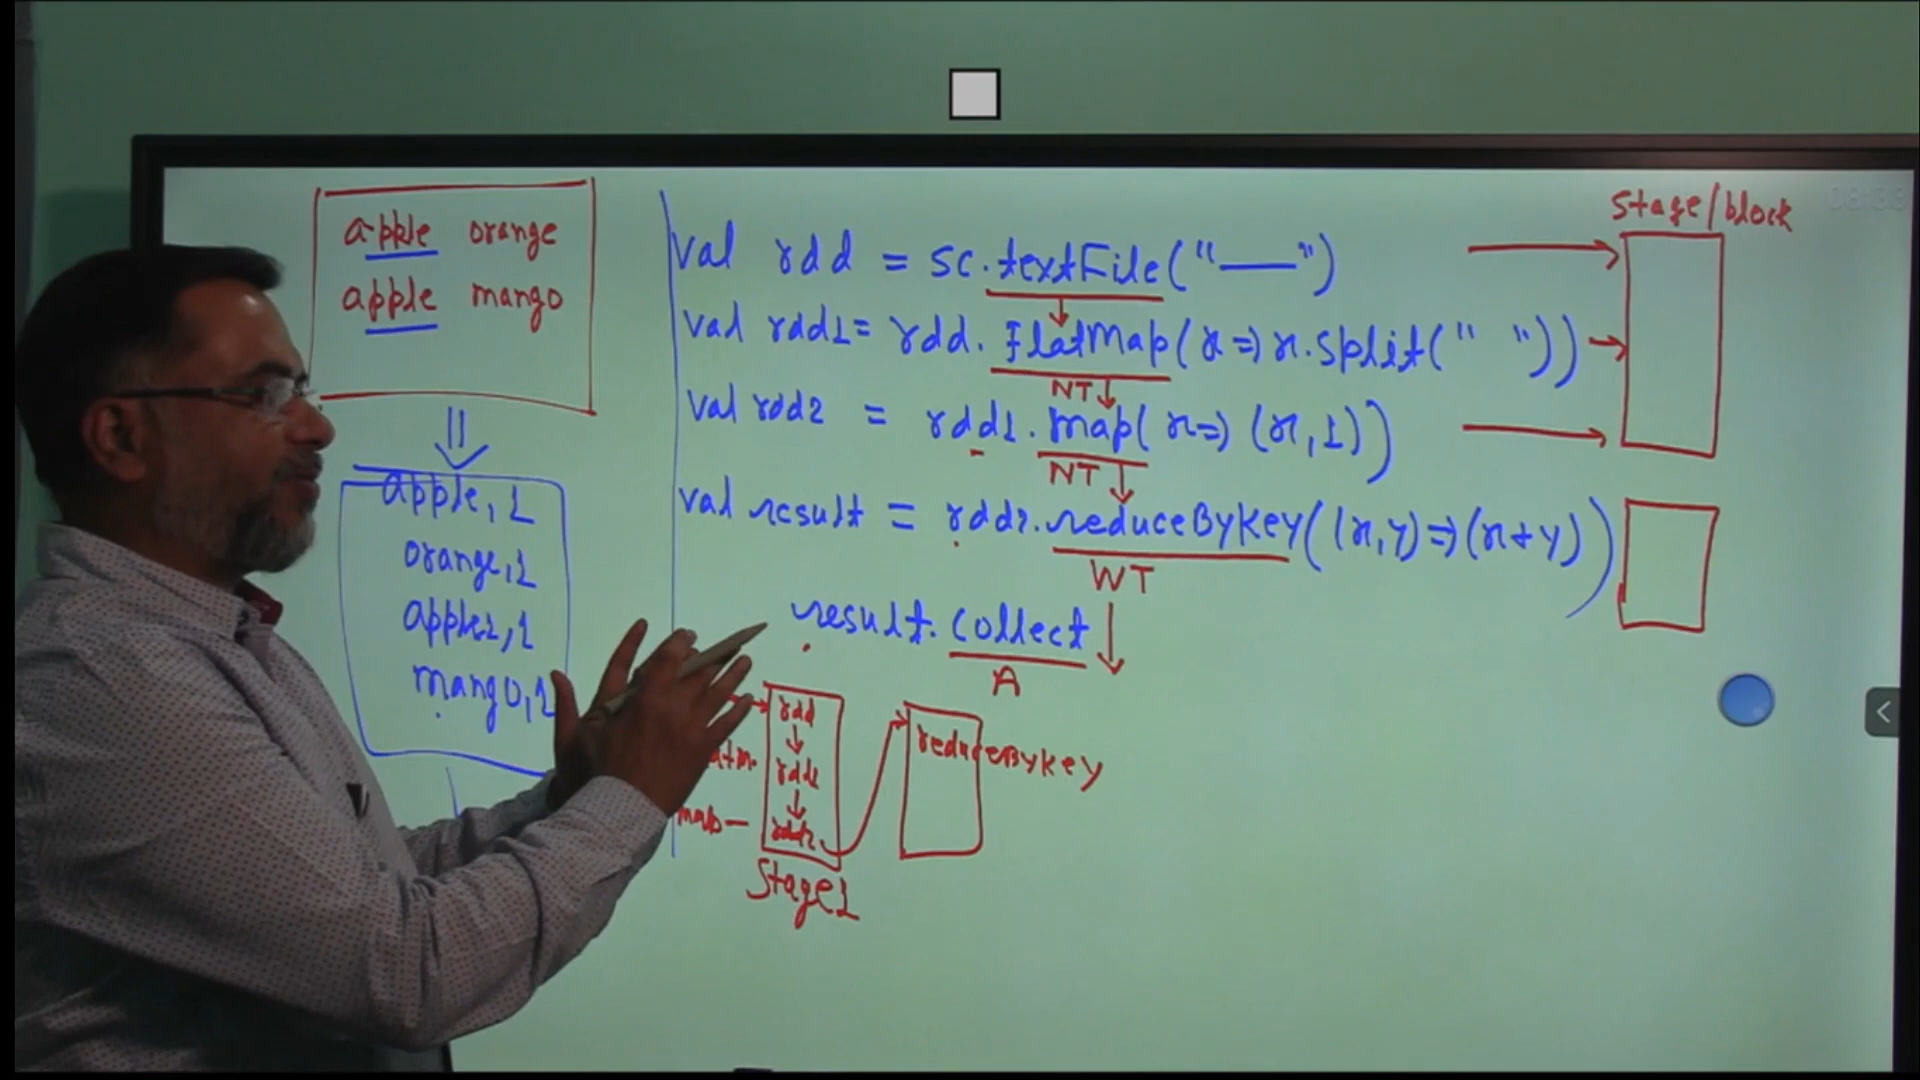 apple orange
apple mango
apple,1
orange,1
apple1,1
mango,1
val rdd = sc.textFile("—")
val rdd1= rdd.FlatMap(x=>x.split(" "))
NT
val rdd2 = rdd1.map(x=>(x,1))
NT
val result = rdd2.reduceByKey((x,y)=>(x+y))
WT
result.Collect
A
Stage/block
rdd
rdd1
map—
rdd2
Stage1
reduceByKey